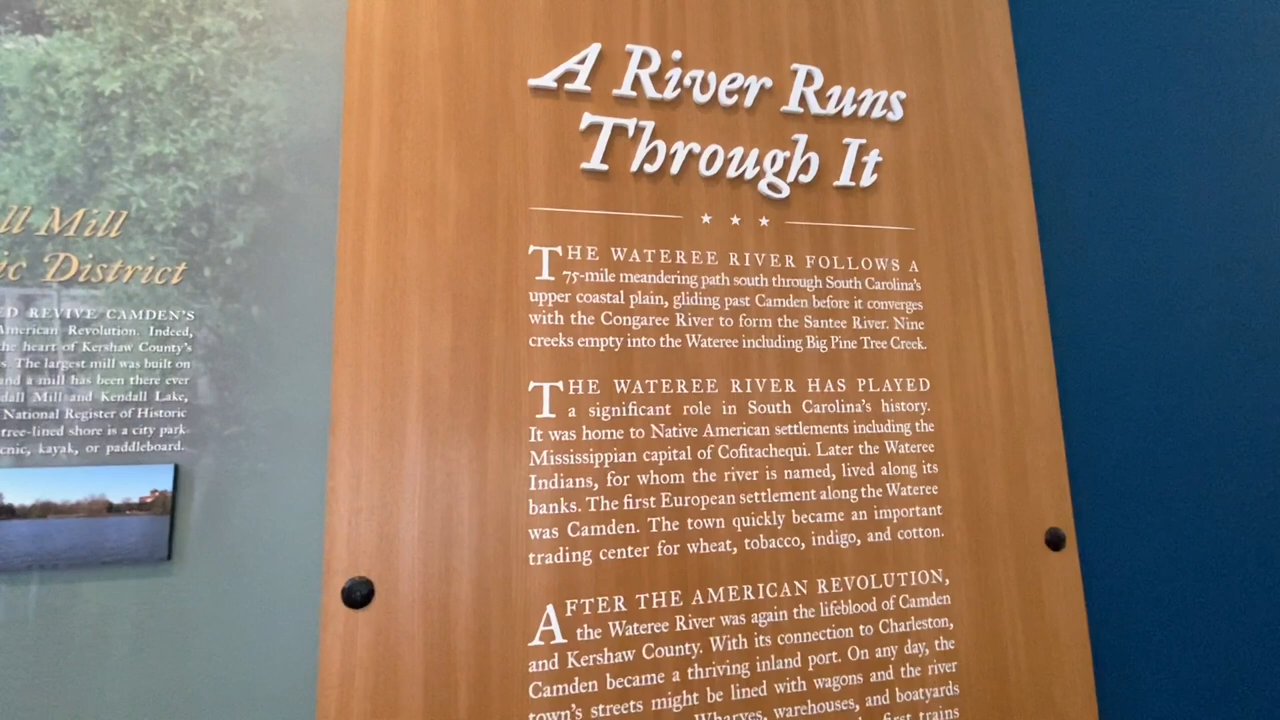 ll Mill
ic District
ED REVIVE CAMDEN'S
American Revolution. Indeed,
the heart of Kershaw County's
s. The largest mill was built on
and a mill has been there ever
dall Mill and Kendall Lake,
National Register of Historic
tree-lined shore is a city park
cnic, kayak, or paddleboard.
A River Runs
Through It
THE WATEREE RIVER FOLLOWS A
75-mile meandering path south through South Carolina's
upper coastal plain, gliding past Camden before it converges
with the Congaree River to form the Santee River. Nine
creeks empty into the Wateree including Big Pine Tree Creek.
THE WATEREE RIVER HAS PLAYED
a significant role in South Carolina's history.
It was home to Native American settlements including the
Mississippian capital of Cofitachequi. Later the Wateree
Indians, for whom the river is named, lived along its
banks. The first European settlement along the Wateree
was Camden. The town quickly became an important
trading center for wheat, tobacco, indigo, and cotton.
AFTER THE AMERICAN REVOLUTION,
the Wateree River was again the lifeblood of Camden
and Kershaw County. With its connection to Charleston,
Camden became a thriving inland port. On any day, the
town's streets might be lined with wagons and the river
Wharves, warehouses, and boatyards
first trains